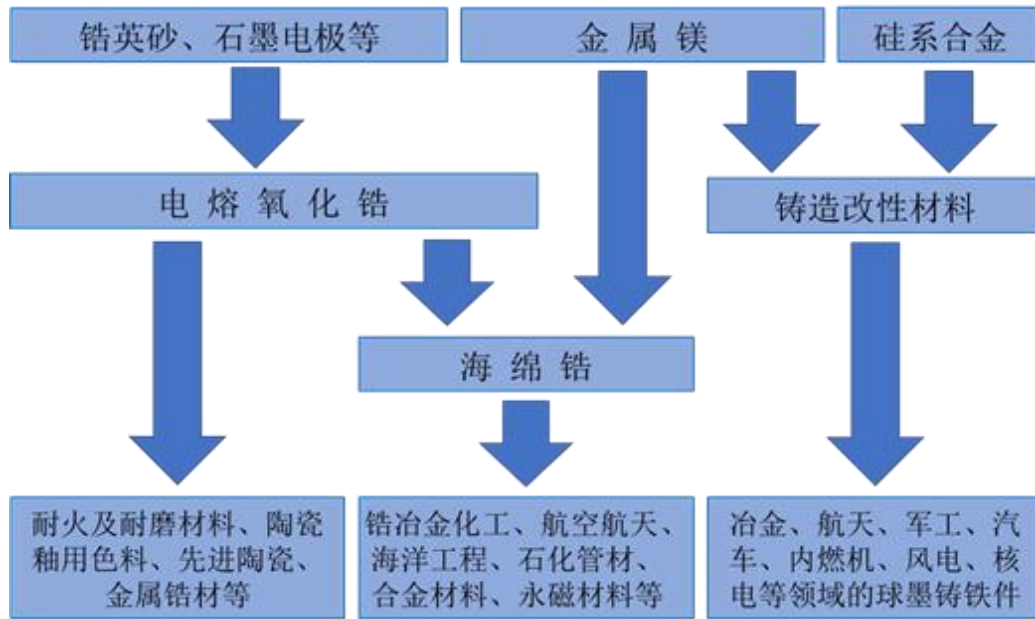 锆英砂、石墨电极等
金属镁
硅系合金
电熔氧化锆
铸造改性材料
海绵锆
耐火及耐磨材料、陶瓷
釉用色料、先进陶瓷、
金属锆材等
锆冶金化工、航空航天、
海洋工程、石化管材、
合金材料、永磁材料等
冶金、航天、军工、汽
车、内燃机、风电、核
电等领域的球墨铸铁件